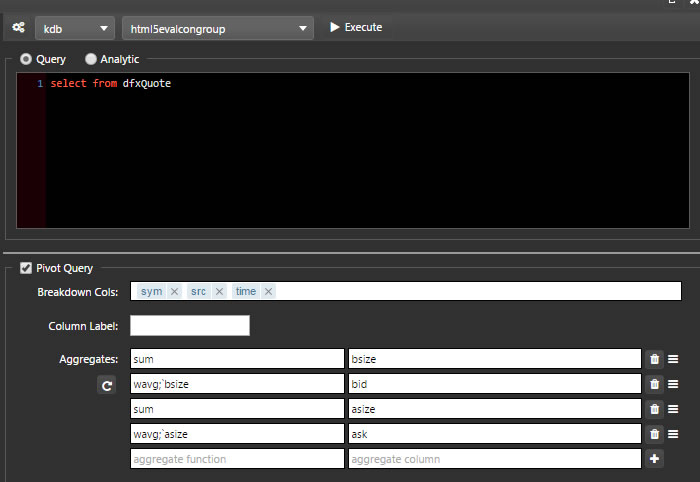 kdb html5evalcongroup Execute
Query Analytic
1 select from dfxQuote
Pivot Query
Breakdown Cols: sym × src × time ×
Column Label:
Aggregates: sum bsize
wavg;`bsize bid
sum asize
wavg;`asize ask
aggregate function aggregate column